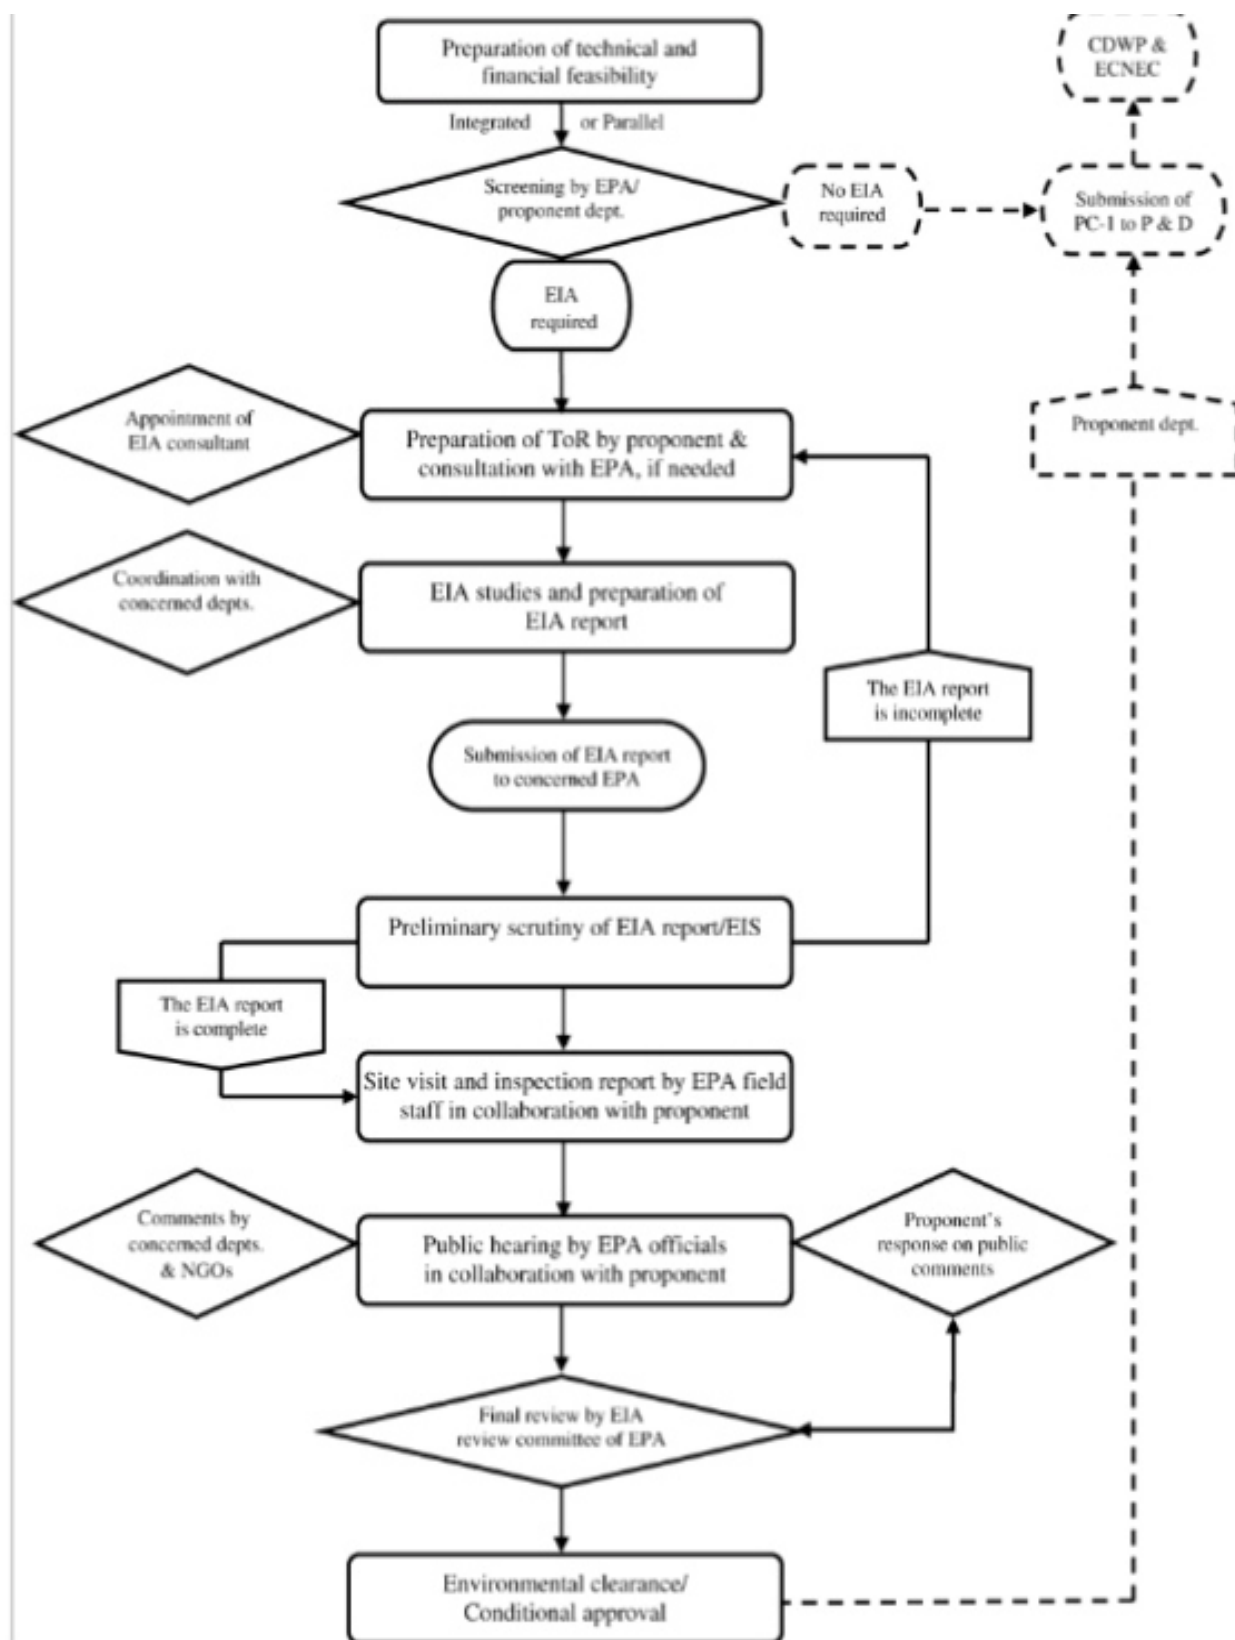 Preparation of technical and
financial feasibility
CDWP &
ECNEC
Integrated or Parallel
Screening by EPA/
proponent dept.
No EIA
required
Submission of
PC-1 to P & D
EIA
required
Appointment of
EIA consultant
Preparation of ToR by proponent &
consultation with EPA, if needed
Proponent dept.
Coordination with
concerned depts.
EIA studies and preparation of
EIA report
The EIA report
is incomplete
Submission of EIA report
to concerned EPA
Preliminary scrutiny of EIA report/EIS
The EIA report
is complete
Site visit and inspection report by EPA field
staff in collaboration with proponent
Comments by
concerned depts.
& NGOs
Public hearing by EPA officials
in collaboration with proponent
Proponent's
response on public
comments
Final review by EIA
review committee of EPA
Environmental clearance/
Conditional approval